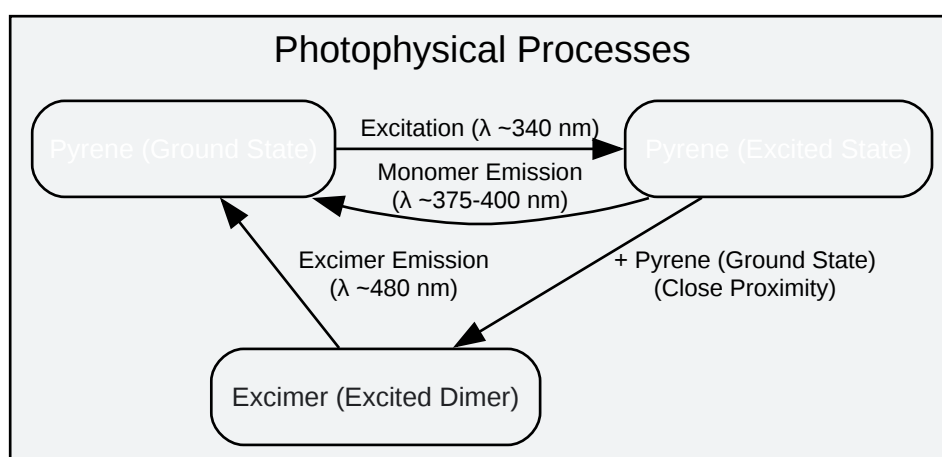 Photophysical Processes
Pyrene (Ground State)
Excitation (λ ~340 nm)
Pyrene (Excited State)
Monomer Emission
(λ ~375-400 nm)
Excimer Emission
(λ ~480 nm)
+ Pyrene (Ground State)
(Close Proximity)
Excimer (Excited Dimer)